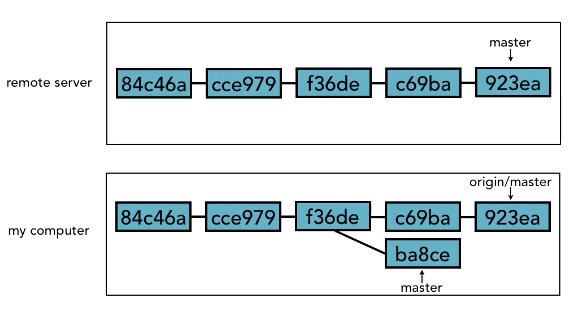 master
remote server
84c46a cce979 f36de c69ba 923ea
origin/master
84c46a cce979 f36de c69ba 923ea
my computer
ba8ce
master